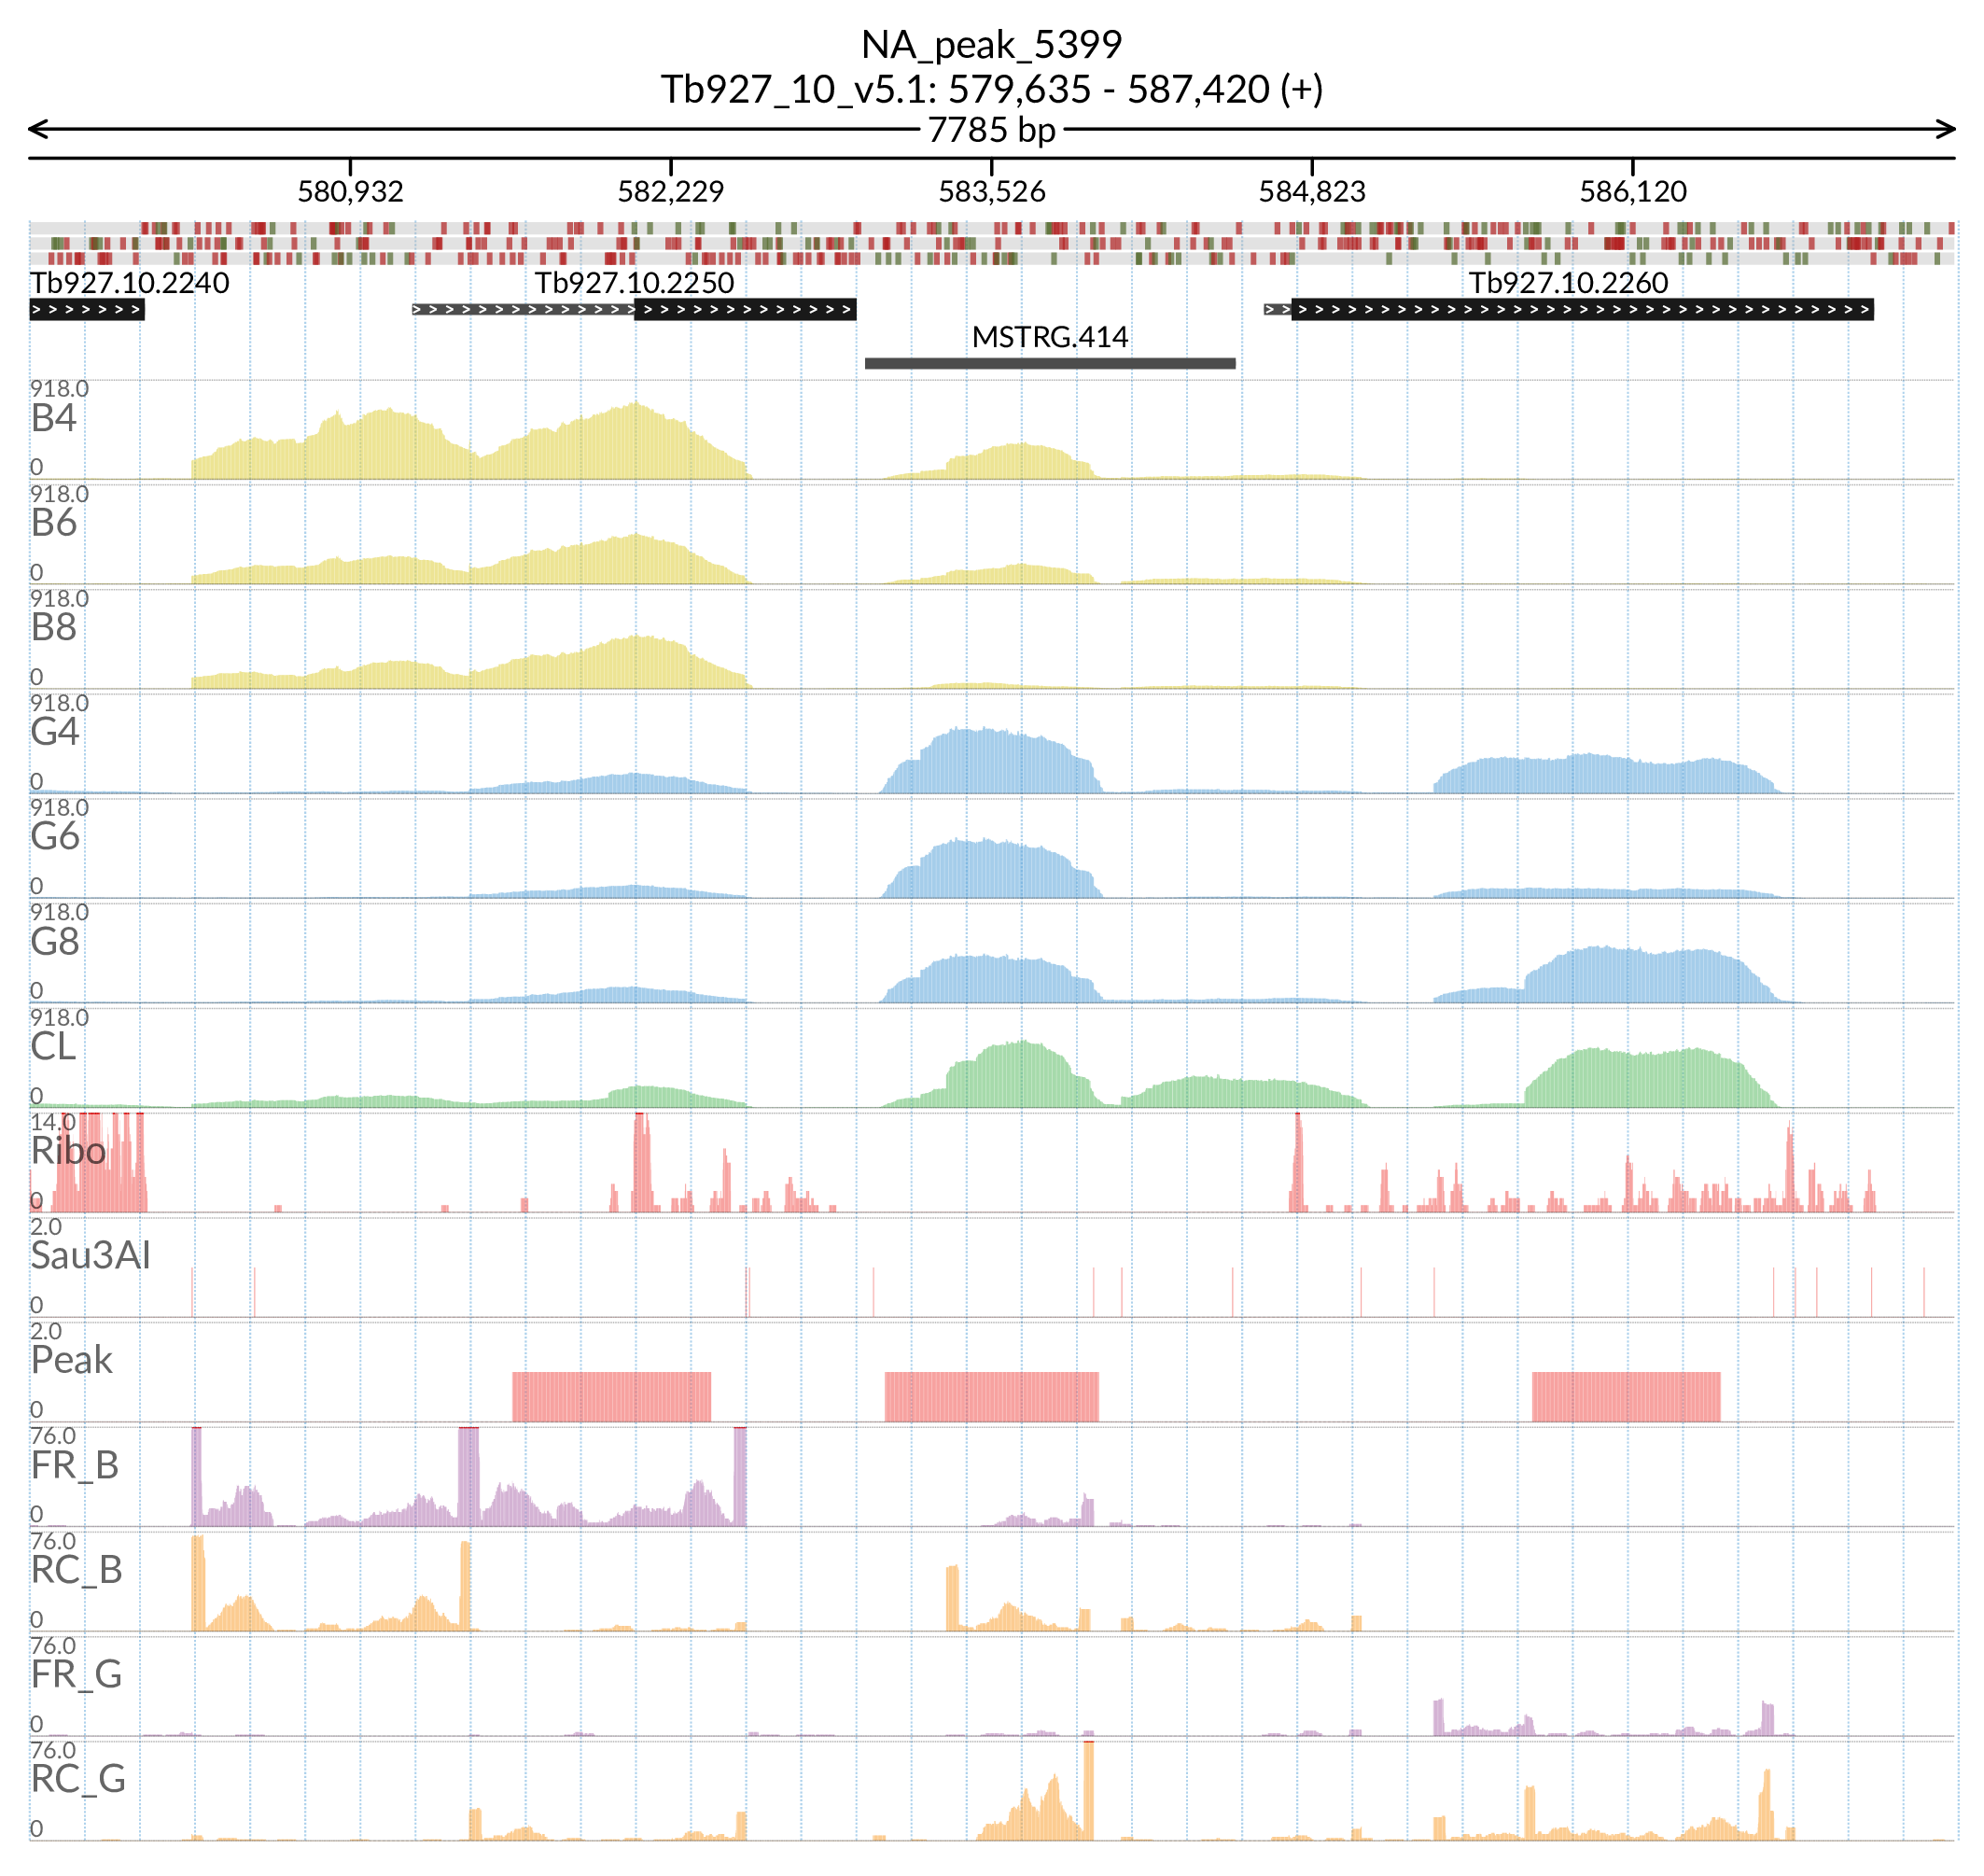 NA_peak_5399
Tb927_10_v5.1: 579,635 - 587,420 (+)
7785 bp
580,932 582,229 583,526 584,823 586,120
Tb927.10.2240 Tb927.10.2250 Tb927.10.2260
MSTRG.414
918.0
B4
0
918.0
B6
0
918.0
B8
0
918.0
G4
0
918.0
G6
0
918.0
G8
0
918.0
CL
0
14.0
Ribo
0
2.0
Sau3AI
0
2.0
Peak
0
76.0
FR_B
0
76.0
RC_B
0
76.0
FR_G
0
76.0
RC_G
0